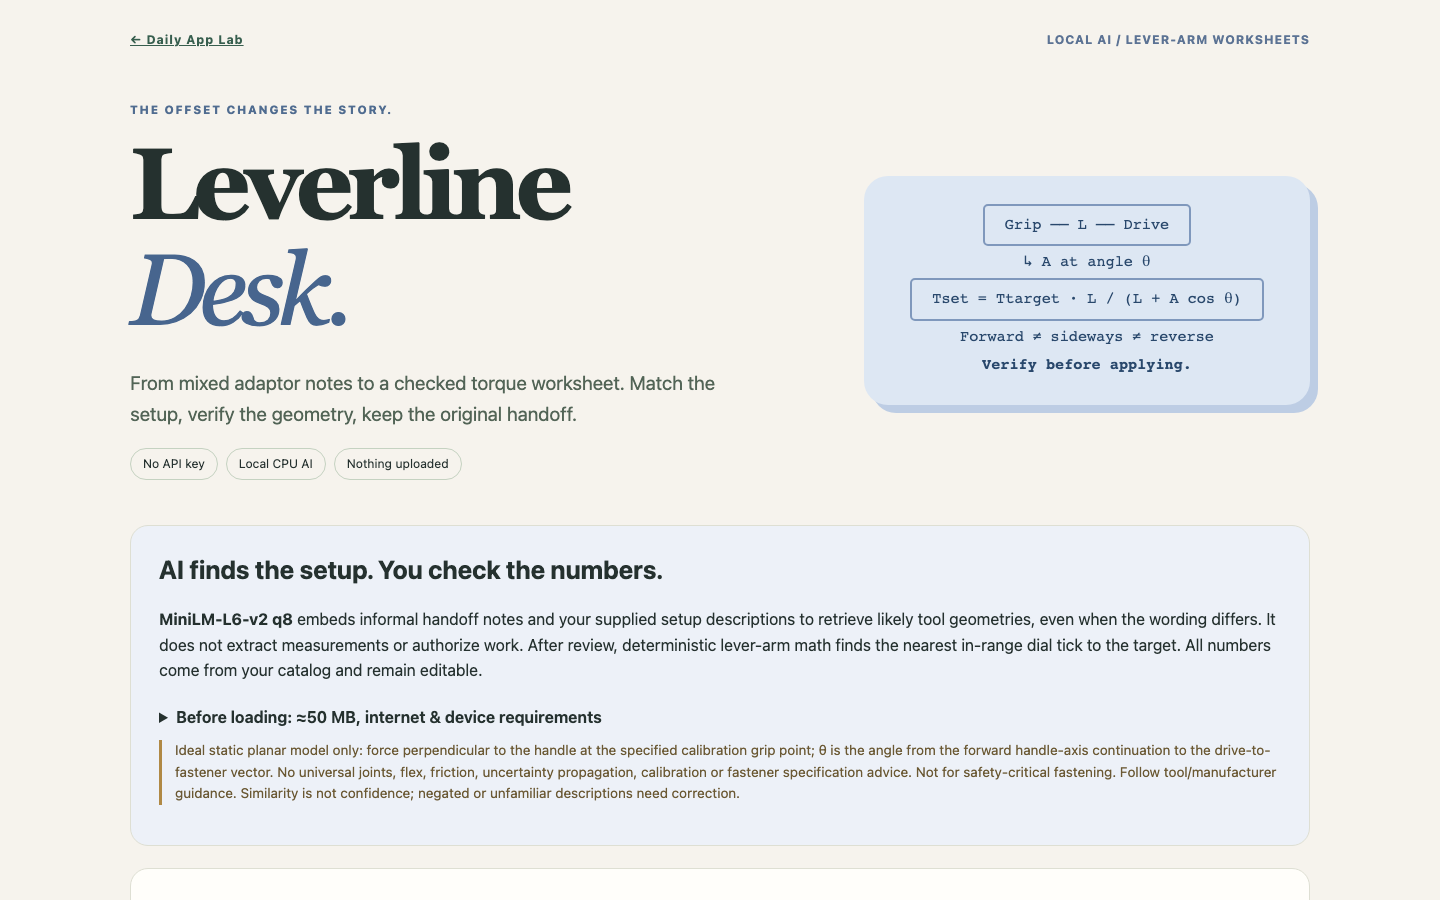 ← Daily App Lab
LOCAL AI / LEVER-ARM WORKSHEETS
THE OFFSET CHANGES THE STORY.
Leverline
Desk.
From mixed adaptor notes to a checked torque worksheet. Match the
setup, verify the geometry, keep the original handoff.
No API key
Local CPU AI
Nothing uploaded
Grip — L — Drive
↳ A at angle θ
Tset = Ttarget · L / (L + A cos θ)
Forward ≠ sideways ≠ reverse
Verify before applying.
AI finds the setup. You check the numbers.
MiniLM-L6-v2 q8 embeds informal handoff notes and your supplied setup descriptions to retrieve likely tool geometries, even when the wording differs. It
does not extract measurements or authorize work. After review, deterministic lever-arm math finds the nearest in-range dial tick to the target. All numbers
come from your catalog and remain editable.
▶ Before loading: ≈50 MB, internet & device requirements
Ideal static planar model only: force perpendicular to the handle at the specified calibration grip point; θ is the angle from the forward handle-axis continuation to the drive-to-
fastener vector. No universal joints, flex, friction, uncertainty propagation, calibration or fastener specification advice. Not for safety-critical fastening. Follow tool/manufacturer
guidance. Similarity is not confidence; negated or unfamiliar descriptions need correction.